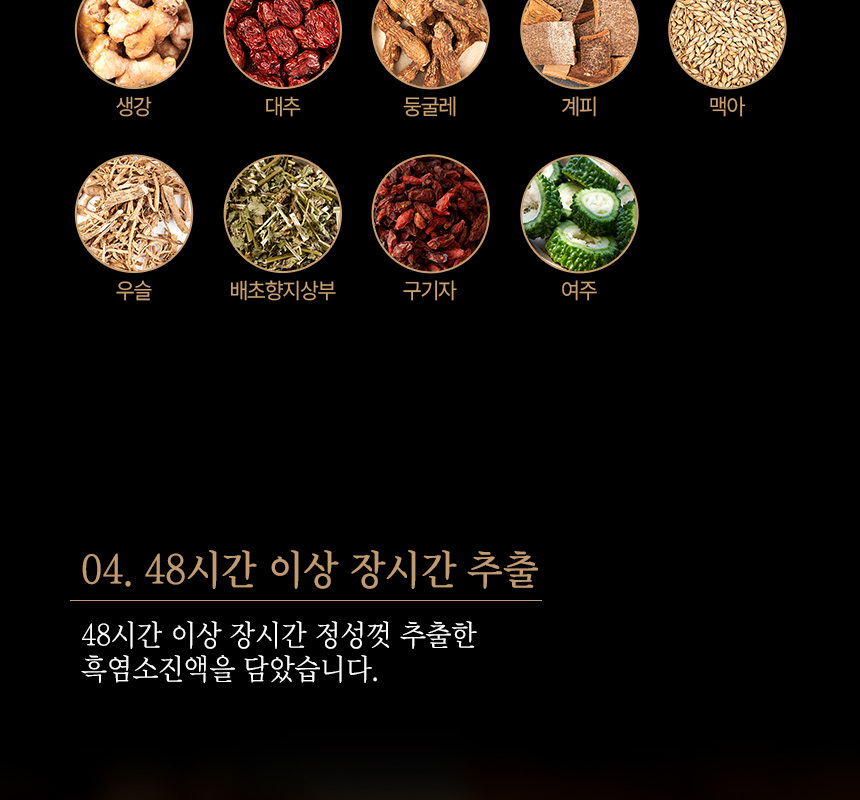 생강 대추 둥굴레 계피 맥아
우슬 배초향지상부 구기자 여주
04. 48시간 이상 장시간 추출
48시간 이상 장시간 정성껏 추출한
흑염소진액을 담았습니다.